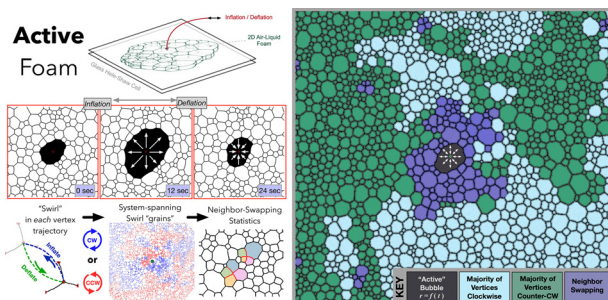 Active
Foam
Inflation / Deflation
2D Air-Liquid
Foam
Glass Hele-Shaw Cell
Inflation
Deflation
0 sec
12 sec
24 sec
"Swirl"
in each vertex
trajectory
System-spanning
Swirl "grains"
Neighbor-Swapping
Statistics
Inflate
Deflate
CW
or
CCW
KEY
"Active"
Bubble
r = f(t)
Majority of
Vertices
Clockwise
Majority of
Vertices
Counter-CW
Neighbor
Swapping